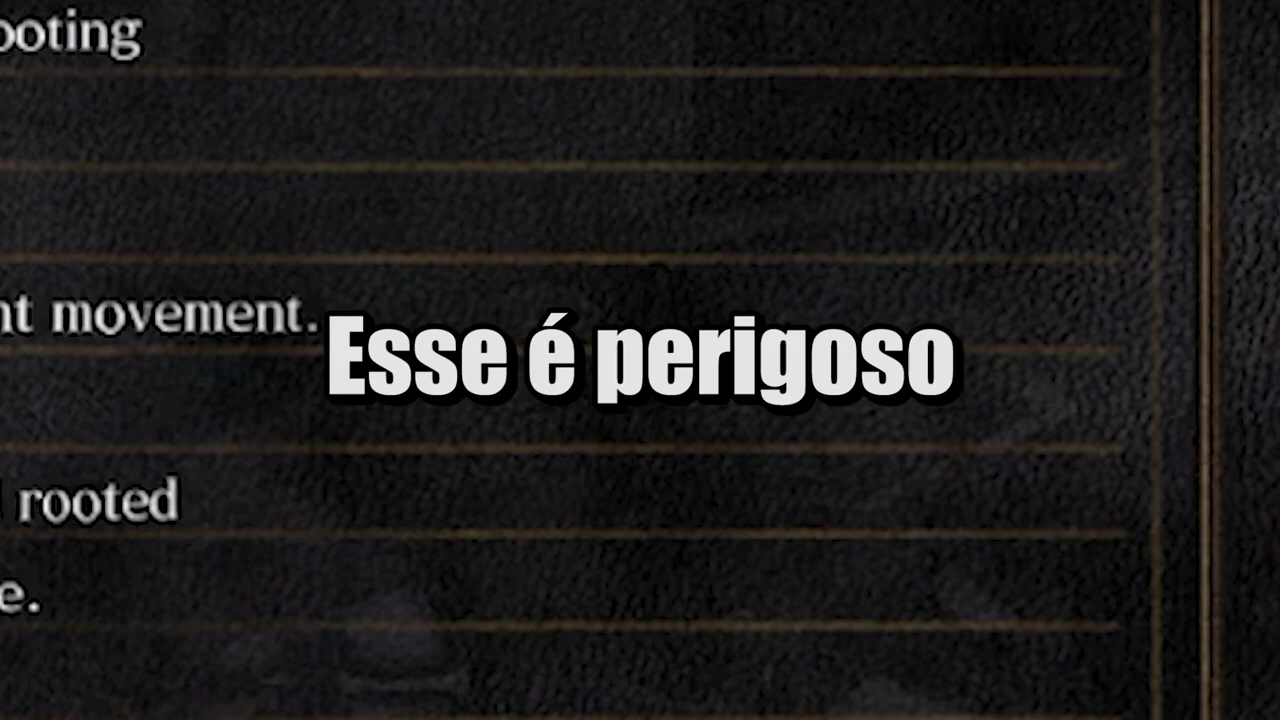 ooting
nt movement.
Esse é perigoso
rooted
e.